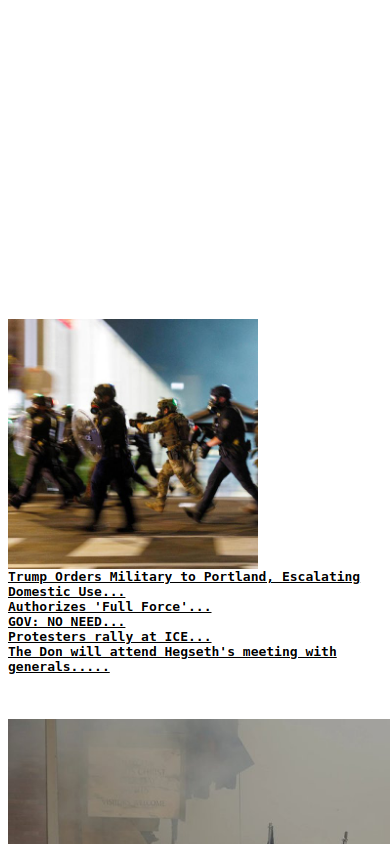 Trump Orders Military to Portland, Escalating
Domestic Use...
Authorizes 'Full Force'...
GOV: NO NEED...
Protesters rally at ICE...
The Don will attend Hegseth's meeting with
generals.....